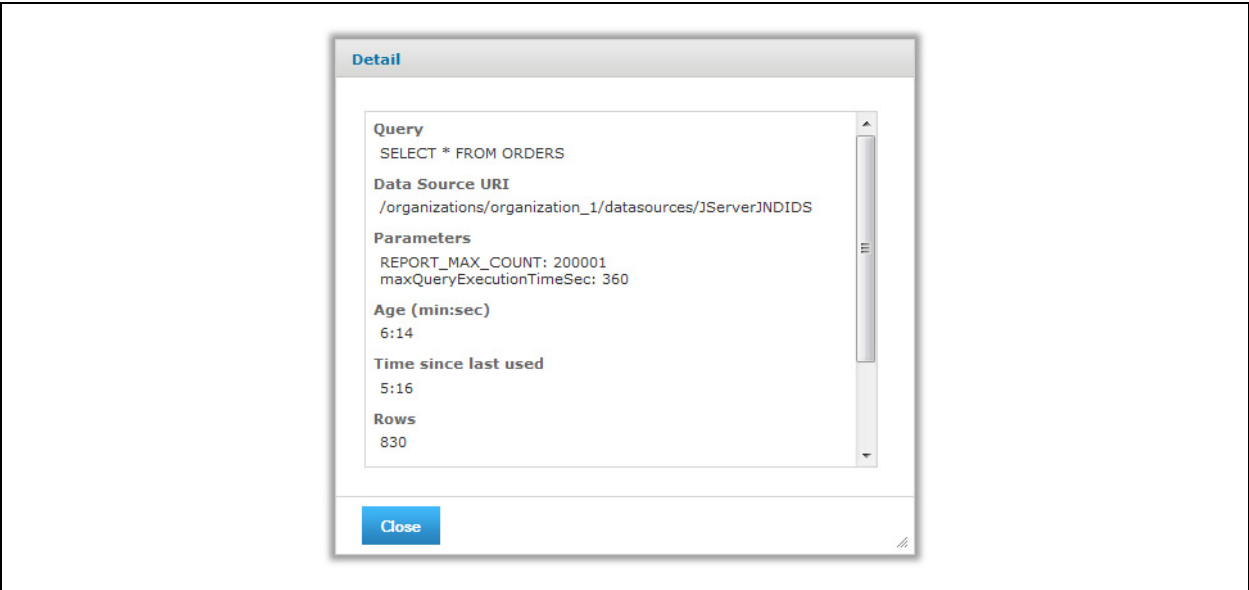 Detail
Query
SELECT * FROM ORDERS
Data Source URI
/organizations/organization_1/datasources/JServerJNDIDS
Parameters
REPORT_MAX_COUNT: 200001
maxQueryExecutionTimeSec: 360
Age (min:sec)
6:14
Time since last used
5:16
Rows
830
Close